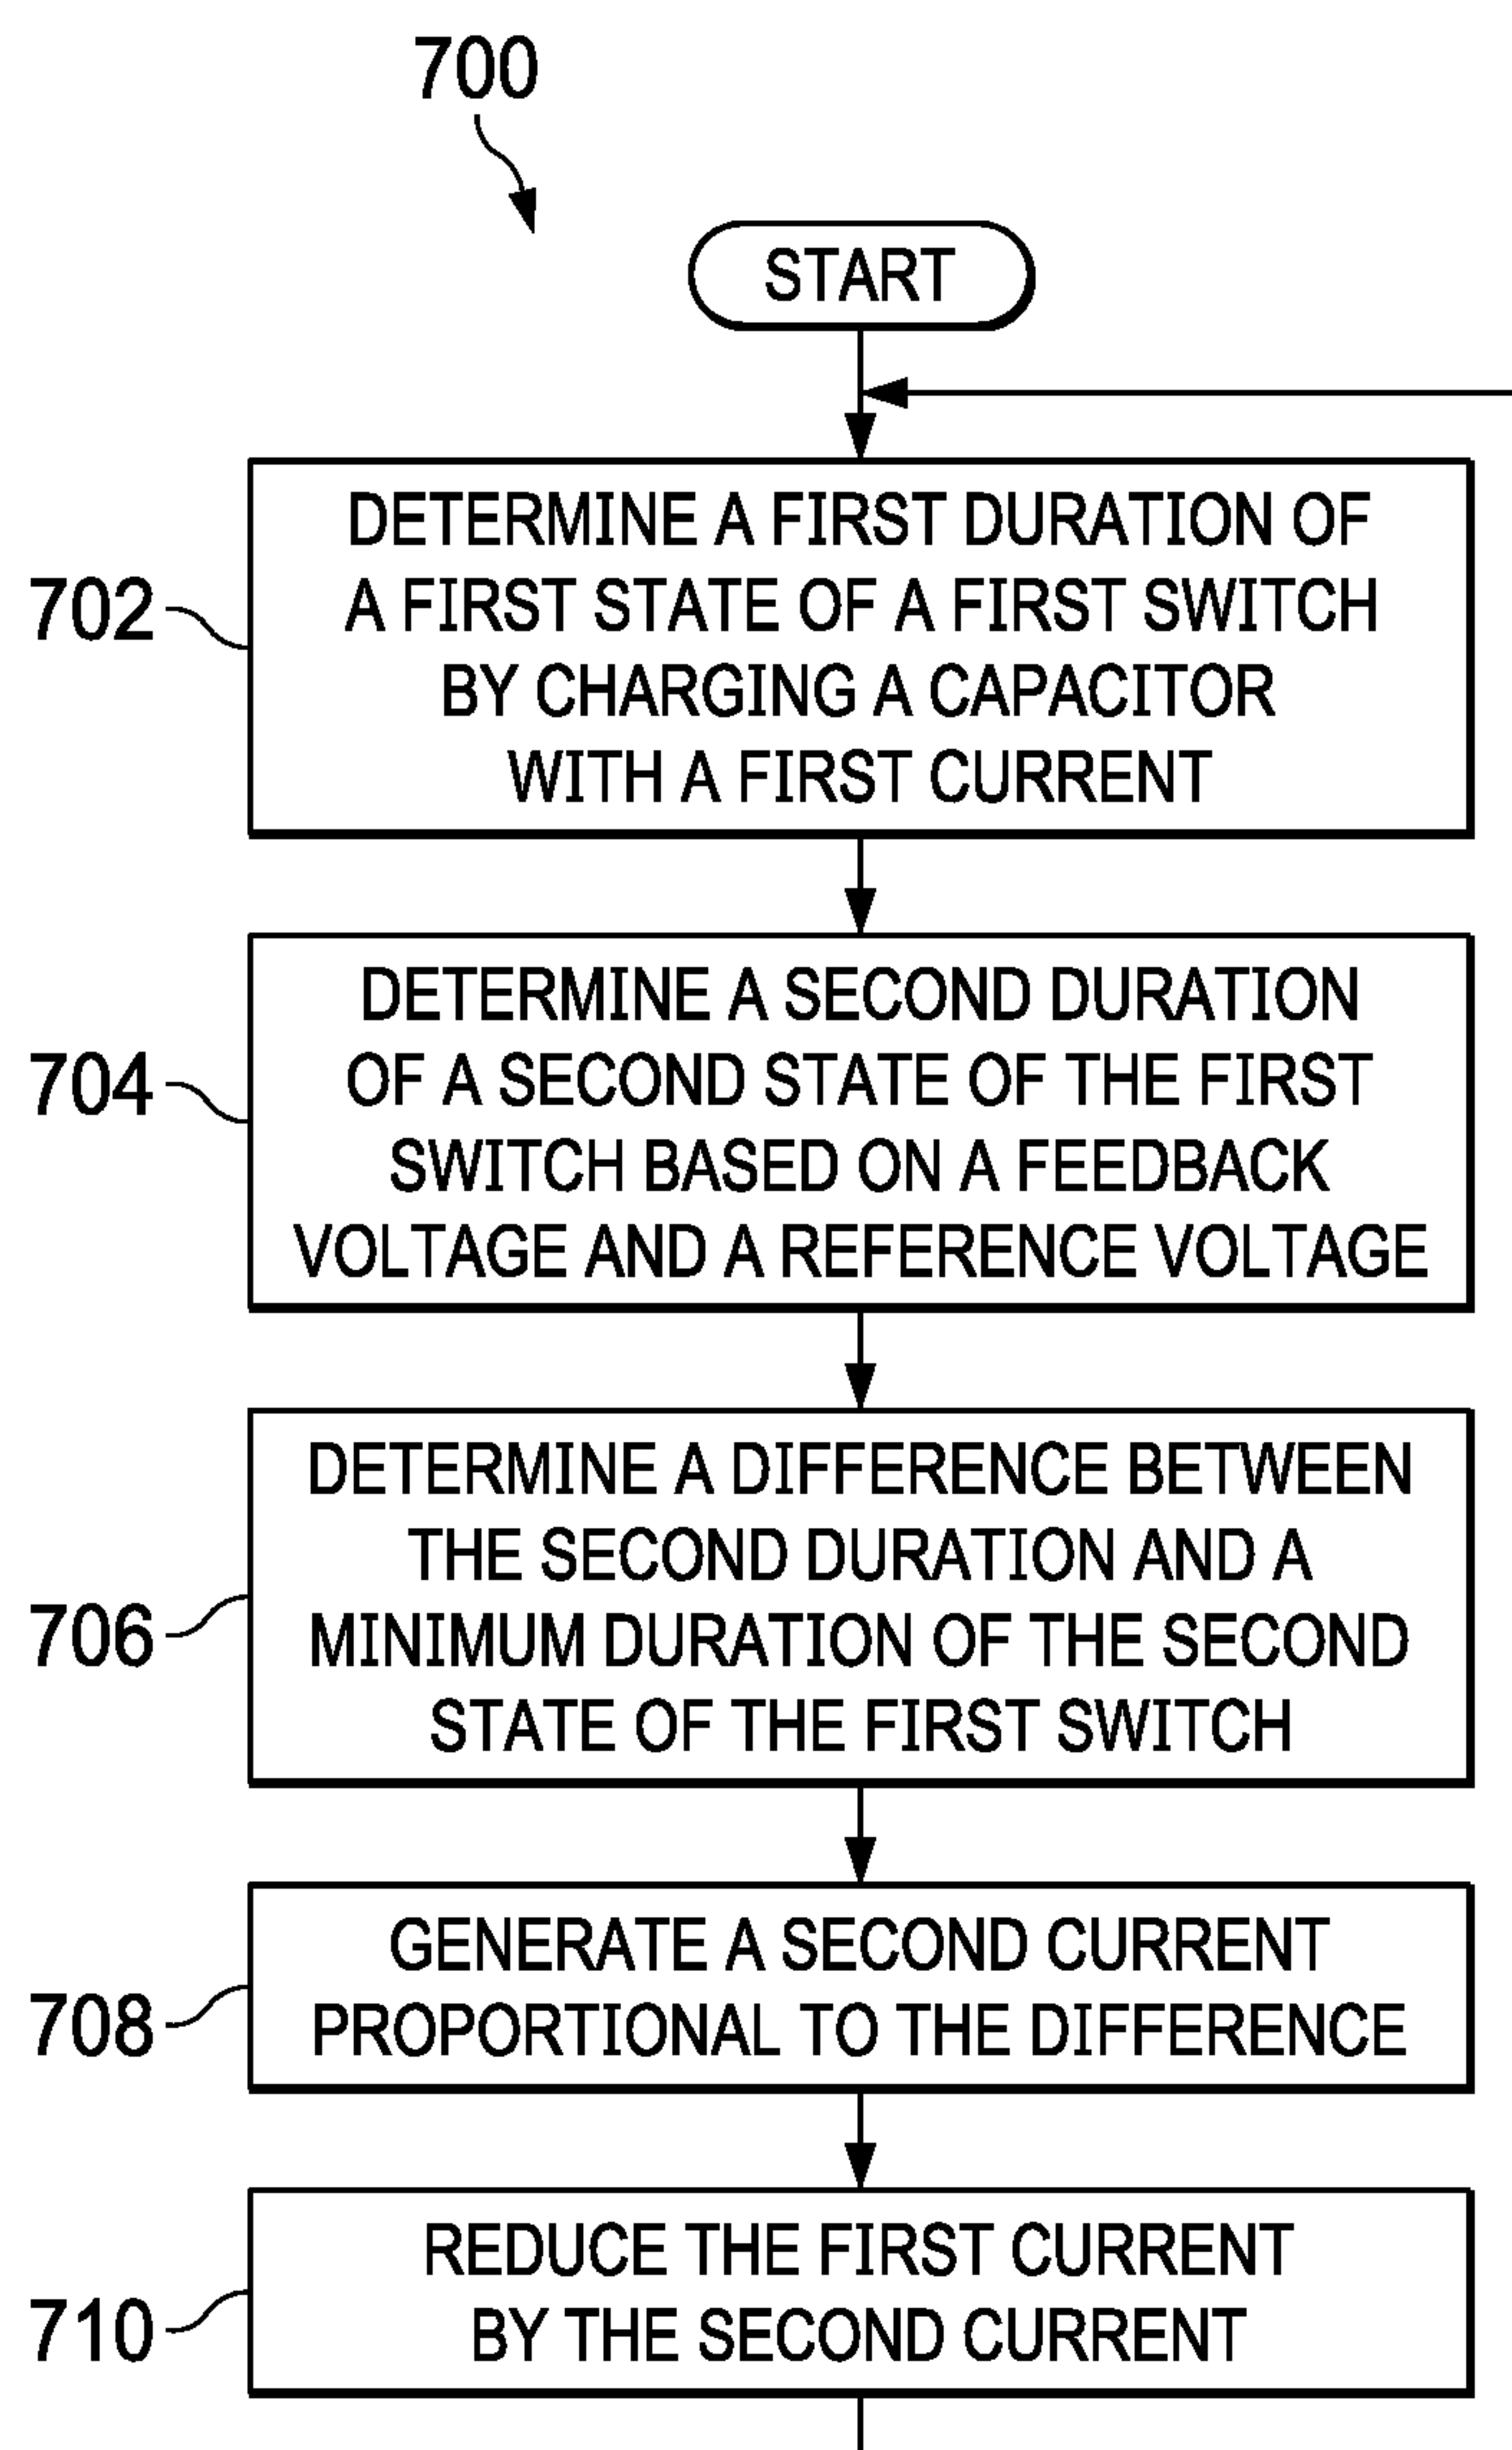 700
START
702
DETERMINE A FIRST DURATION OF
A FIRST STATE OF A FIRST SWITCH
BY CHARGING A CAPACITOR
WITH A FIRST CURRENT
704
DETERMINE A SECOND DURATION
OF A SECOND STATE OF THE FIRST
SWITCH BASED ON A FEEDBACK
VOLTAGE AND A REFERENCE VOLTAGE
706
DETERMINE A DIFFERENCE BETWEEN
THE SECOND DURATION AND A
MINIMUM DURATION OF THE SECOND
STATE OF THE FIRST SWITCH
708
GENERATE A SECOND CURRENT
PROPORTIONAL TO THE DIFFERENCE
710
REDUCE THE FIRST CURRENT
BY THE SECOND CURRENT